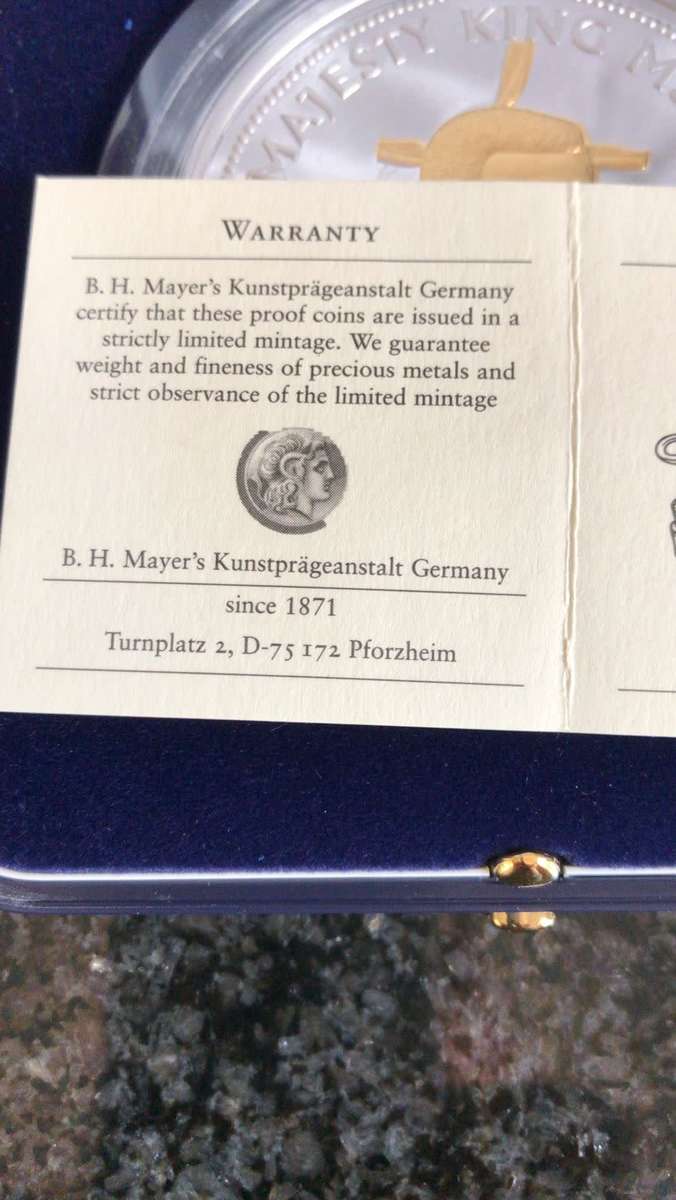 MAJESTY KING M
WARRANTY
B. H. Mayer's Kunstprägeanstalt Germany
certify that these proof coins are issued in a
strictly limited mintage. We guarantee
weight and fineness of precious metals and
strict observance of the limited mintage
B. H. Mayer's Kunstprägeanstalt Germany
since 1871
Turnplatz 2, D-75 172 Pforzheim